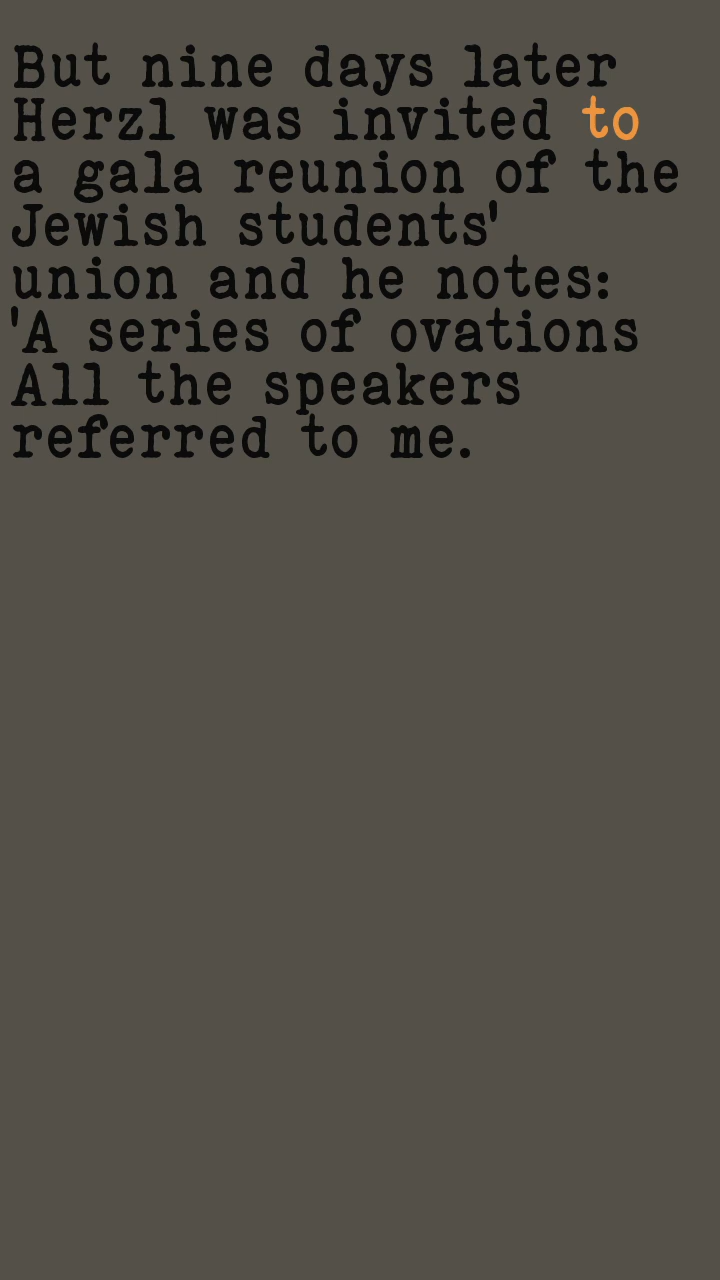 But nine days later
Herzl was invited to
a gala reunion of the
Jewish students'
union and he notes:
'A series of ovations
All the speakers
referred to me.